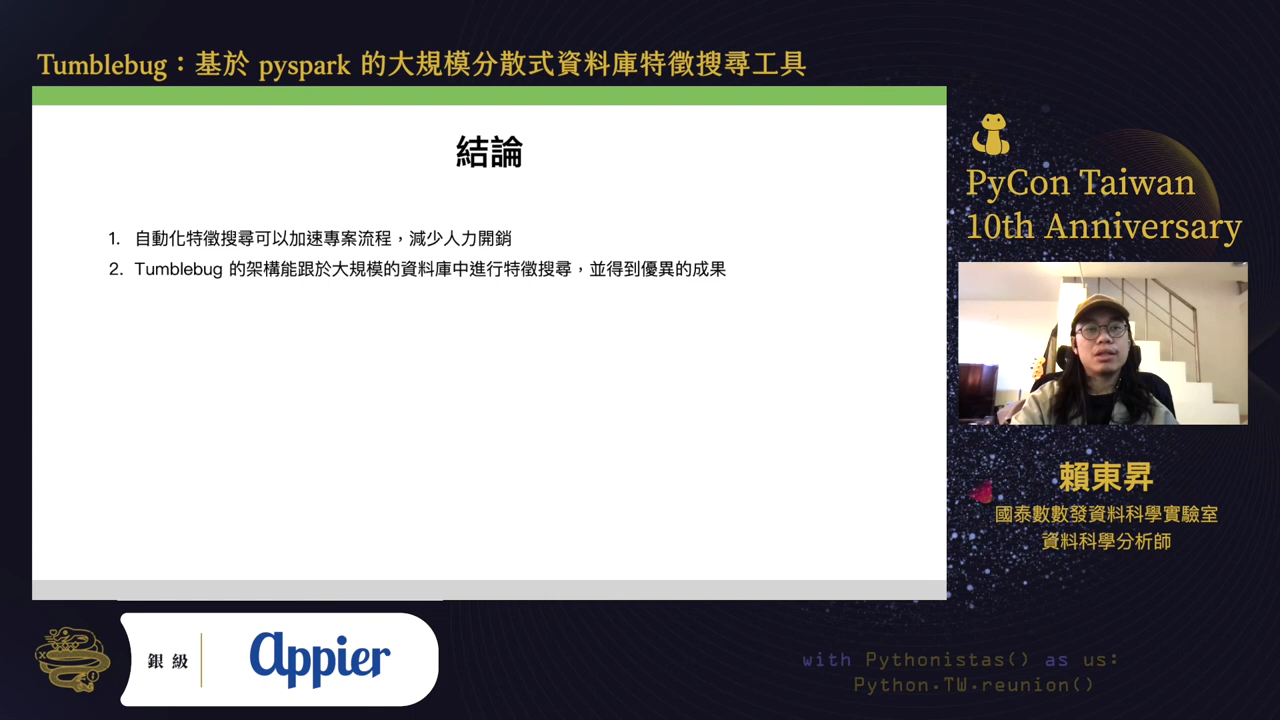 Tumblebug：基於 pyspark 的大規模分散式資料庫特徵搜尋工具
結論
1. 自動化特徵搜尋可以加速專案流程，減少人力開銷
2. Tumblebug 的架構能跟於大規模的資料庫中進行特徵搜尋，並得到優異的成果
PyCon Taiwan
10th Anniversary
賴東昇
國泰數數發資料科學實驗室
資料科學分析師
銀級
appier
with Pythonistas() as us:
Python.TW.reunion()